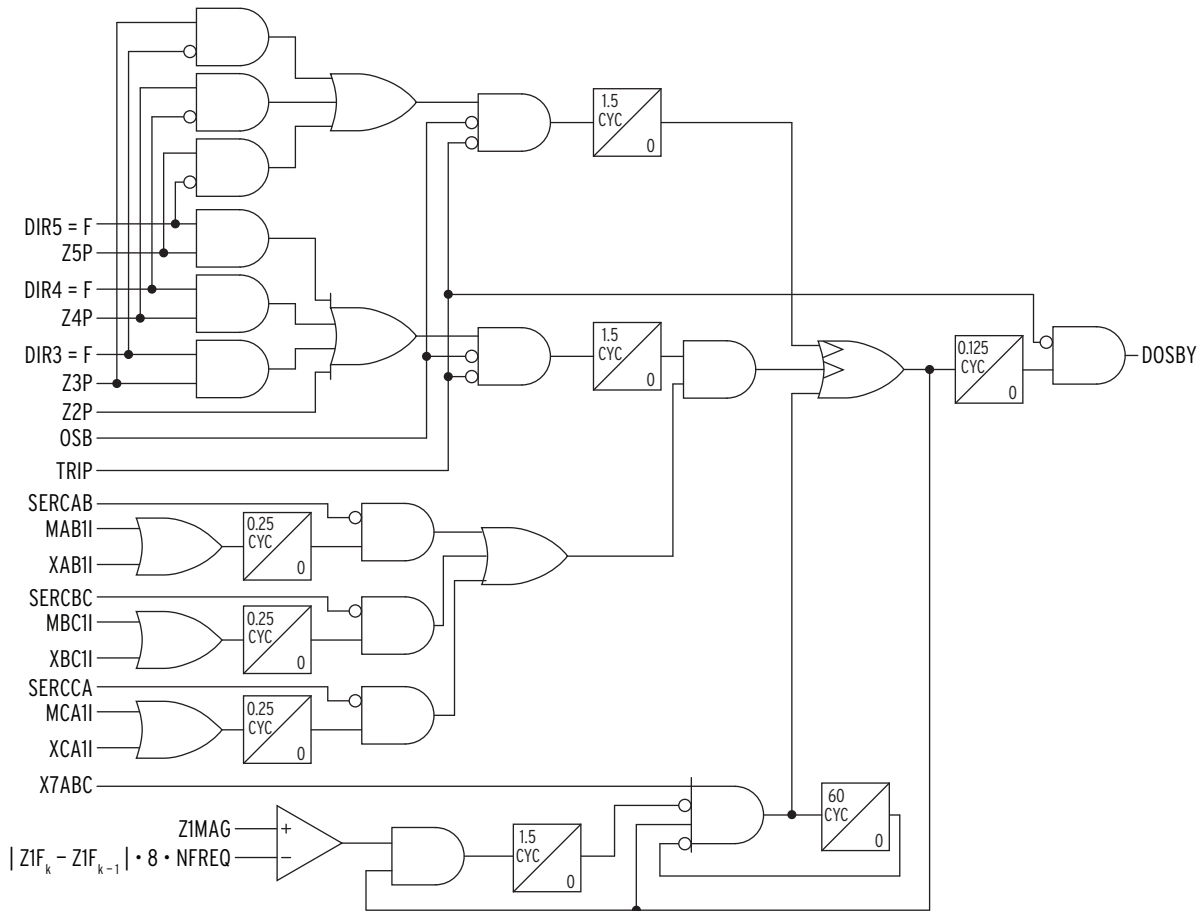 1.5
CYC
0
DIR5 = F
Z5P
DIR4 = F
Z4P
DIR3 = F
Z3P
Z2P
OSB
TRIP
1.5
CYC
0
0.125
CYC
0
DOSBY
SERCAB
MAB1I
XAB1I
0.25
CYC
0
SERCBC
MBC1I
XBC1I
0.25
CYC
0
SERCCA
MCA1I
XCA1I
0.25
CYC
0
X7ABC
Z1MAG
+
| Z1Fk – Z1Fk – 1 | • 8 • NFREQ
–
1.5
CYC
0
60
CYC
0